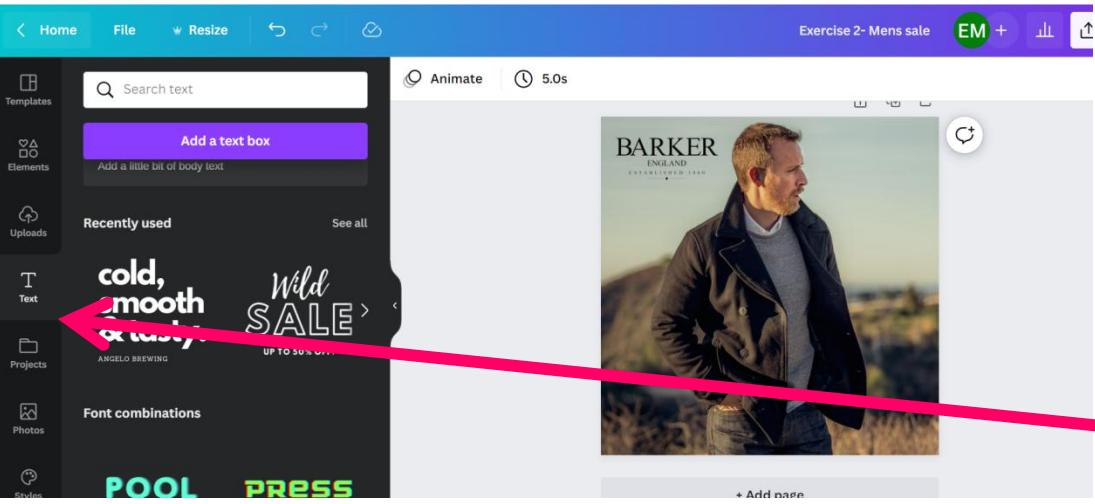 Home File Resize Exercise 2- Mens sale EM +
Templates
Elements
Uploads
Text
Projects
Photos
Styles
Search text
Add a text box
Add a little bit of body text
Recently used See all
cold,
smooth
& tasty.
ANGELO BREWING
Wild
SALE
UP TO 50% OFF!
Font combinations
POOL
PRESS
Animate 5.0s
BARKER
ENGLAND
ESTABLISHED 1880
+ Add page